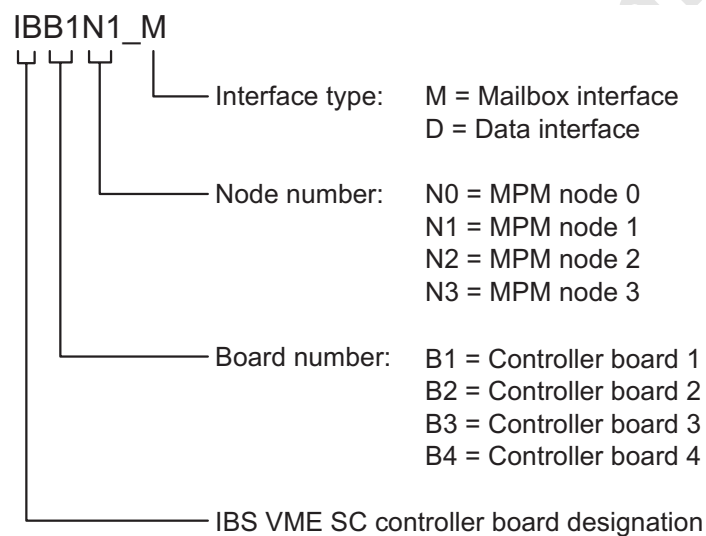 IBB1N1_M
Interface type: M = Mailbox interface
D = Data interface
Node number: N0 = MPM node 0
N1 = MPM node 1
N2 = MPM node 2
N3 = MPM node 3
Board number: B1 = Controller board 1
B2 = Controller board 2
B3 = Controller board 3
B4 = Controller board 4
IBS VME SC controller board designation